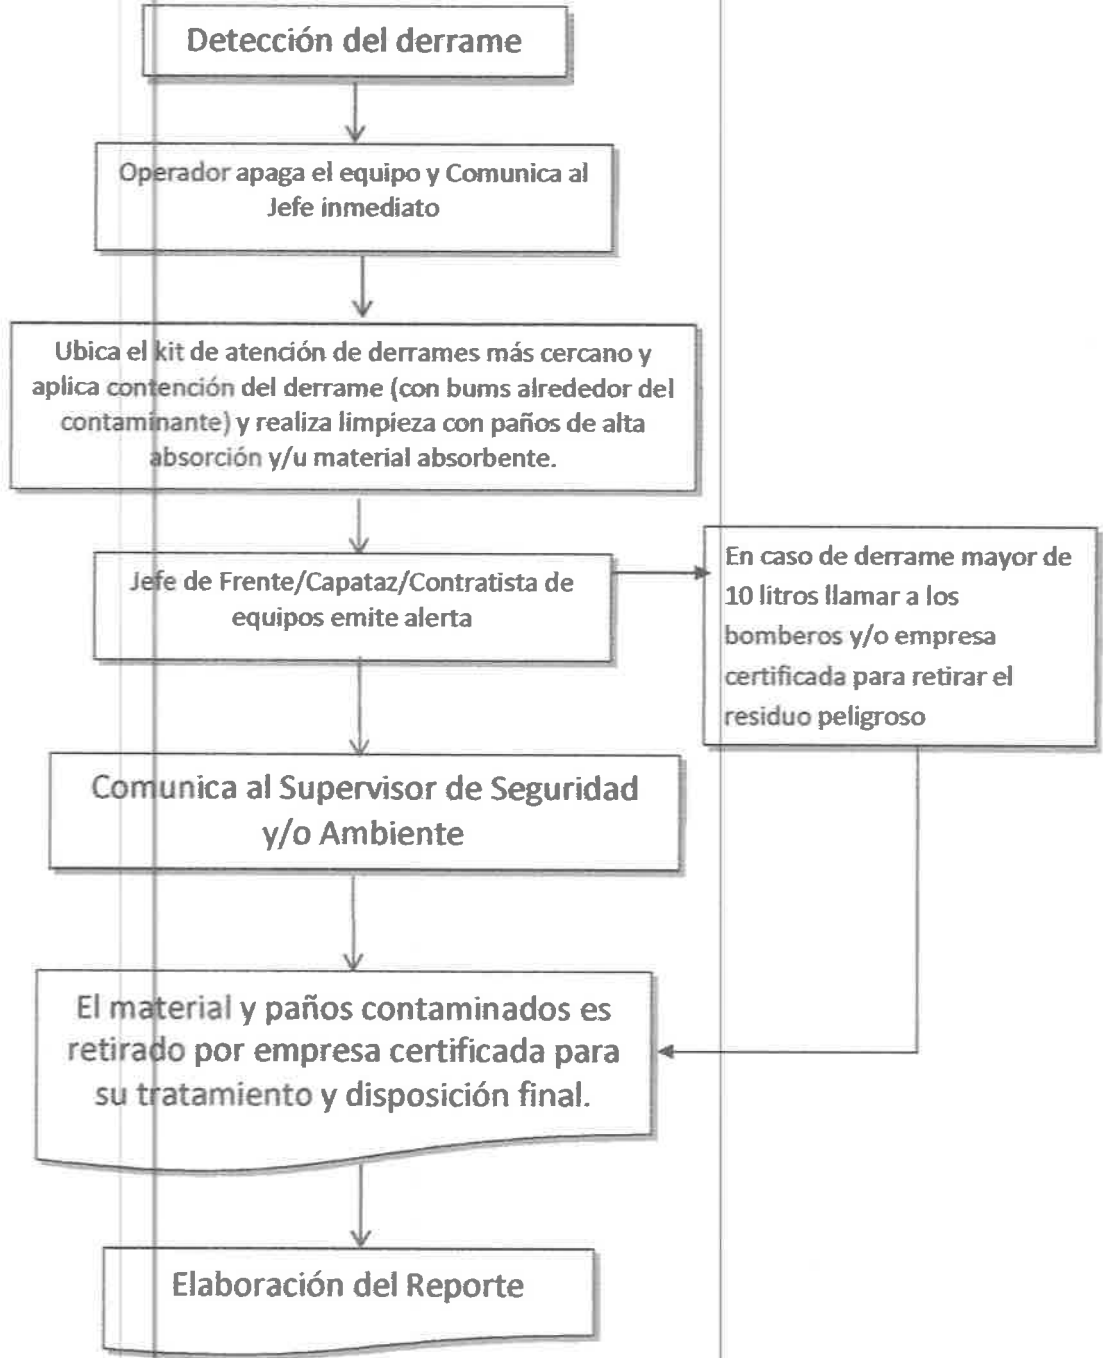 Detección del derrame
Operador apaga el equipo y Comunica al
Jefe inmediato
Ubica el kit de atención de derrames más cercano y
aplica contención del derrame (con bums alrededor del
contaminante) y realiza limpieza con paños de alta
absorción y/u material absorbente.
Jefe de Frente/Capataz/Contratista de
equipos emite alerta
En caso de derrame mayor de
10 litros llamar a los
bomberos y/o empresa
certificada para retirar el
residuo peligroso
Comunica al Supervisor de Seguridad
y/o Ambiente
El material y paños contaminados es
retirado por empresa certificada para
su tratamiento y disposición final.
Elaboración del Reporte